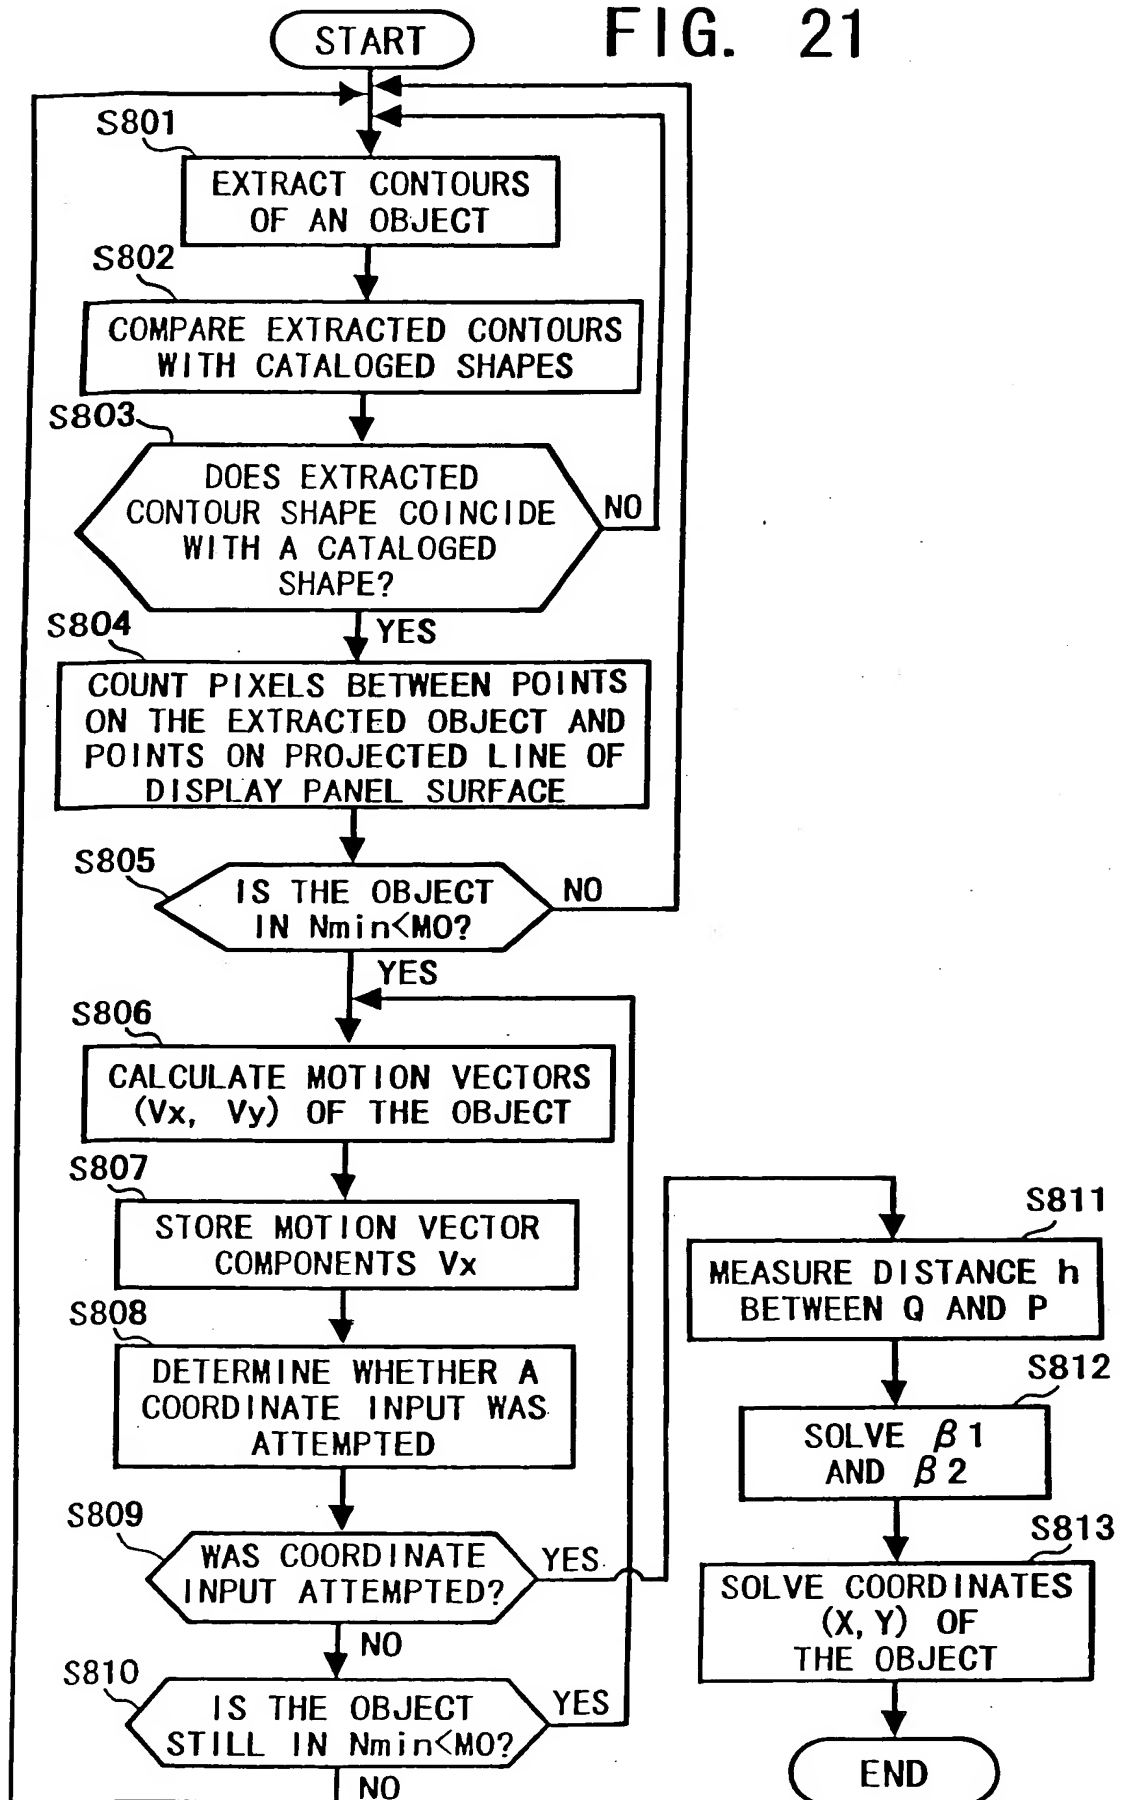 FIG. 21
START
S801
EXTRACT CONTOURS
OF AN OBJECT
S802
COMPARE EXTRACTED CONTOURS
WITH CATALOGED SHAPES
S803
DOES EXTRACTED
CONTOUR SHAPE COINCIDE
WITH A CATALOGED
SHAPE?
NO
YES
S804
COUNT PIXELS BETWEEN POINTS
ON THE EXTRACTED OBJECT AND
POINTS ON PROJECTED LINE OF
DISPLAY PANEL SURFACE
S805
IS THE OBJECT
IN Nmin<MO?
NO
YES
S806
CALCULATE MOTION VECTORS
(Vx, Vy) OF THE OBJECT
S807
STORE MOTION VECTOR
COMPONENTS Vx
S808
DETERMINE WHETHER A
COORDINATE INPUT WAS
ATTEMPTED
S809
WAS COORDINATE
INPUT ATTEMPTED?
YES
NO
S810
IS THE OBJECT
STILL IN Nmin<MO?
YES
NO
S811
MEASURE DISTANCE h
BETWEEN Q AND P
S812
SOLVE β1
AND β2
S813
SOLVE COORDINATES
(X, Y) OF
THE OBJECT
END